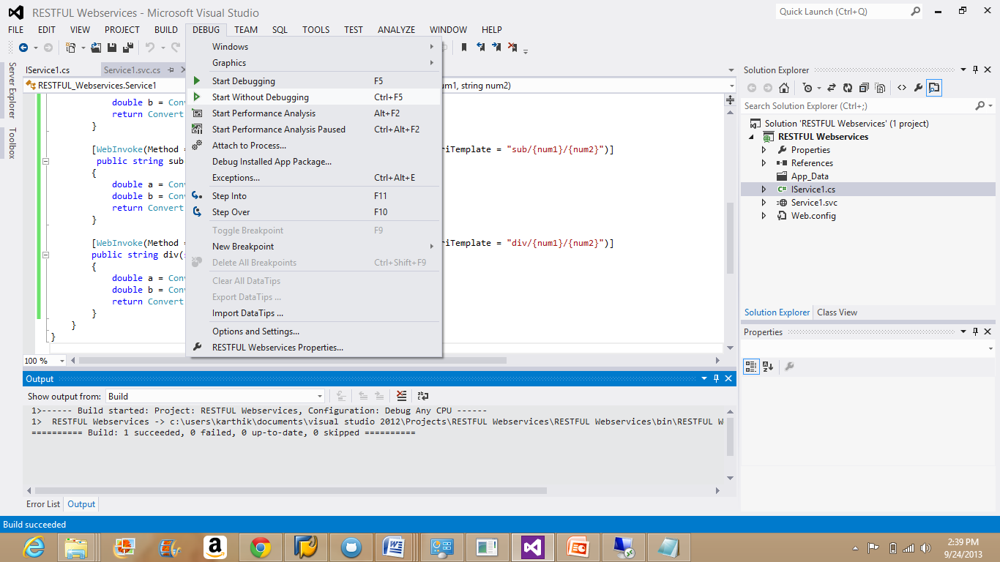 RESTFUL Webservices - Microsoft Visual Studio
Quick Launch (Ctrl+Q)
FILE EDIT VIEW PROJECT BUILD DEBUG TEAM SQL TOOLS TEST ANALYZE WINDOW HELP
Server Explorer
Toolbox
IService1.cs
Service1.svc.cs
RESTFUL_Webservices.Service1
um1, string num2)
double b = Conv
return Convert
}
[WebInvoke(Method =
riTemplate = "sub/{num1}/{num2}")]
public string sub
{
double a = Conv
double b = Conv
return Convert
}
[WebInvoke(Method =
riTemplate = "div/{num1}/{num2}")]
public string div(s
{
double a = Conv
double b = Conv
return Convert
}
}
}
100 %
Windows
Graphics
Start Debugging F5
Start Without Debugging Ctrl+F5
Start Performance Analysis Alt+F2
Start Performance Analysis Paused Ctrl+Alt+F2
Attach to Process...
Debug Installed App Package...
Exceptions... Ctrl+Alt+E
Step Into F11
Step Over F10
Toggle Breakpoint F9
New Breakpoint
Delete All Breakpoints Ctrl+Shift+F9
Clear All DataTips
Export DataTips ...
Import DataTips ...
Options and Settings...
RESTFUL Webservices Properties...
Solution Explorer
Search Solution Explorer (Ctrl+;)
Solution 'RESTFUL Webservices' (1 project)
RESTFUL Webservices
Properties
References
App_Data
IService1.cs
Service1.svc
Web.config
Solution Explorer Class View
Properties
Output
Show output from: Build
1>------ Build started: Project: RESTFUL Webservices, Configuration: Debug Any CPU ------
1>  RESTFUL Webservices -> c:\users\karthik\documents\visual studio 2012\Projects\RESTFUL Webservices\RESTFUL Webservices\bin\RESTFUL W
========== Build: 1 succeeded, 0 failed, 0 up-to-date, 0 skipped ==========
Error List Output
Build succeeded
2:39 PM
9/24/2013